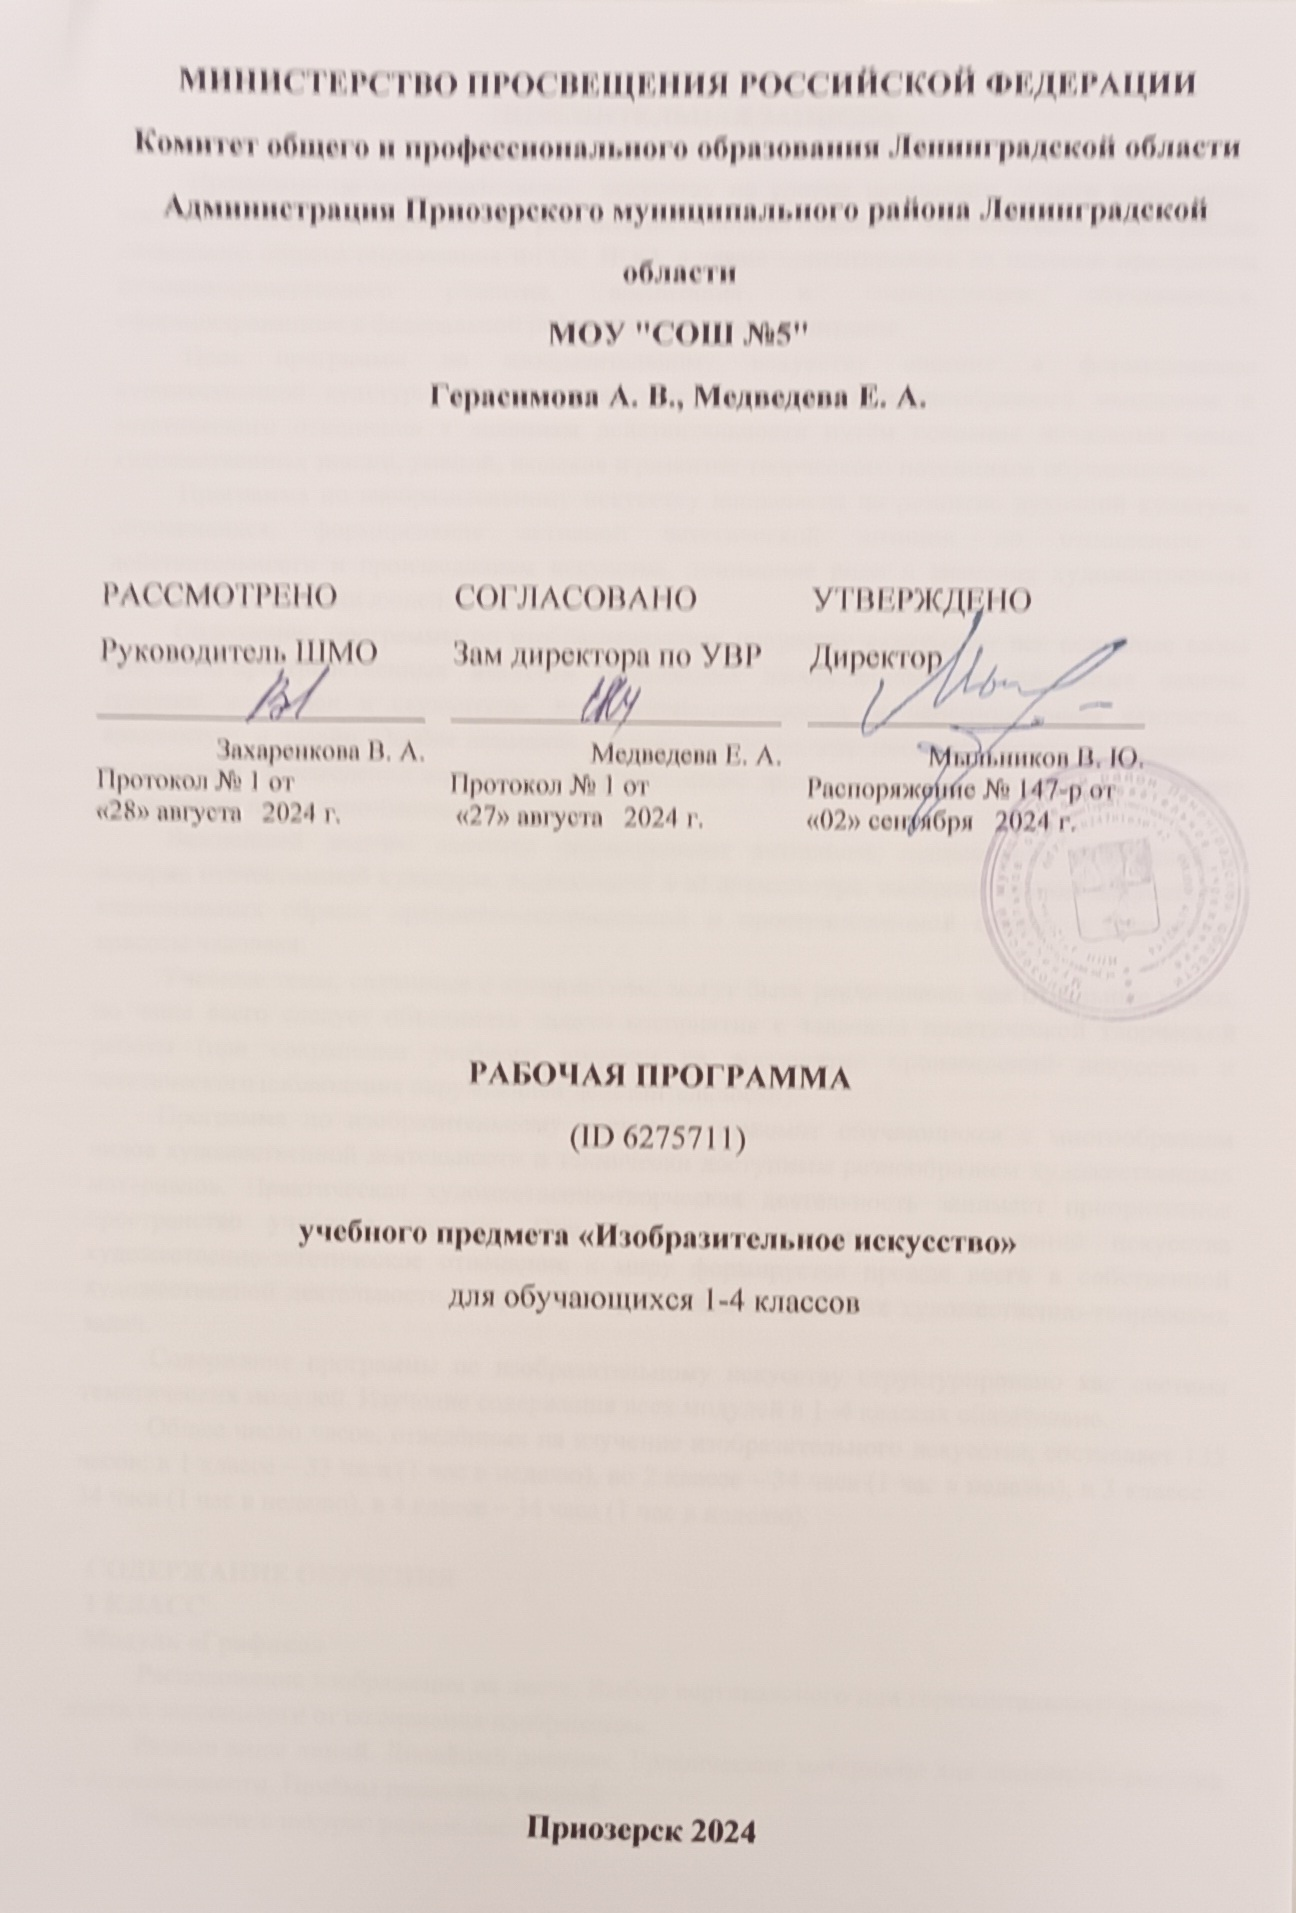 МИНИСТЕРСТВО ПРОСВЕЩЕНИЯ РОССИЙСКОЙ ФЕДЕРАЦИИ
Комитет общего и профессионального образования Ленинградской области
Администрация Приозерского муниципального района Ленинградской
области
МОУ "СОШ №5"
Герасимова А. В., Медведева Е. А.
РАССМОТРЕНО
Руководитель ШМО
Захаренкова В. А.
Протокол № 1 от
«28» августа 2024 г.
СОГЛАСОВАНО
Зам директора по УВР
Медведева Е. А.
Протокол № 1 от
«27» августа 2024 г.
УТВЕРЖДЕНО
Директор
Мыльников В. Ю.
Распоряжение № 147-р от
«02» сентября 2024 г.
РАБОЧАЯ ПРОГРАММА
(ID 6275711)
учебного предмета «Изобразительное искусство»
для обучающихся 1-4 классов
Приозерск 2024